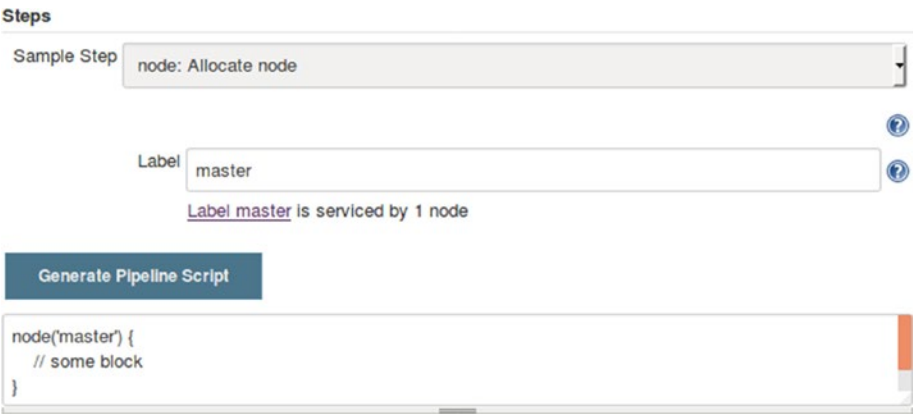 Steps
Sample Step
node: Allocate node
Label
master
Label master is serviced by 1 node
Generate Pipeline Script
node('master') {
// some block
}